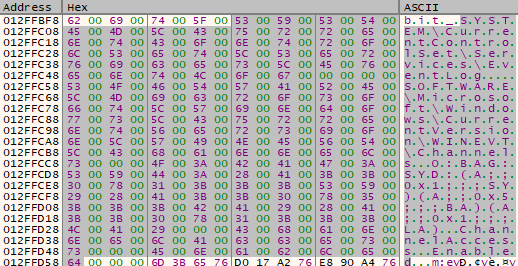 Address Hex ASCII
012FFBF8 62 00 69 00 74 00 5F 00 53 00 59 00 53 00 54 00 b.i.t._.S.Y.S.T.
012FFC08 45 00 4D 00 5C 00 43 00 75 00 72 00 72 00 65 00 E.M.\.C.u.r.r.e.
012FFC18 6E 00 74 00 43 00 6F 00 6E 00 74 00 72 00 6F 00 n.t.C.o.n.t.r.o.
012FFC28 6C 00 53 00 65 00 74 00 5C 00 53 00 65 00 72 00 l.S.e.t.\.S.e.r.
012FFC38 76 00 69 00 63 00 65 00 73 00 5C 00 45 00 76 00 v.i.c.e.s.\.E.v.
012FFC48 65 00 6E 00 74 00 4C 00 6F 00 67 00 00 00 00 00 e.n.t.L.o.g.....
012FFC58 53 00 4F 00 46 00 54 00 57 00 41 00 52 00 45 00 S.O.F.T.W.A.R.E.
012FFC68 5C 00 4D 00 69 00 63 00 72 00 6F 00 73 00 6F 00 \.M.i.c.r.o.s.o.
012FFC78 66 00 74 00 5C 00 57 00 69 00 6E 00 64 00 6F 00 f.t.\.W.i.n.d.o.
012FFC88 77 00 73 00 5C 00 43 00 75 00 72 00 72 00 65 00 w.s.\.C.u.r.r.e.
012FFC98 6E 00 74 00 56 00 65 00 72 00 73 00 69 00 6F 00 n.t.V.e.r.s.i.o.
012FFCA8 6E 00 5C 00 57 00 49 00 4E 00 45 00 56 00 54 00 n.\.W.I.N.E.V.T.
012FFCB8 5C 00 43 00 68 00 61 00 6E 00 6E 00 65 00 6C 00 \.C.h.a.n.n.e.l.
012FFCC8 73 00 00 00 4F 00 3A 00 42 00 41 00 47 00 3A 00 s...O.:.B.A.G.:.
012FFCD8 53 00 59 00 44 00 3A 00 28 00 41 00 3B 00 3B 00 S.Y.D.:.(.A.;.;.
012FFCE8 30 00 78 00 31 00 3B 00 3B 00 3B 00 53 00 59 00 0.x.1.;.;.;.S.Y.
012FFCF8 29 00 28 00 41 00 3B 00 3B 00 30 00 78 00 35 00 ).(.A.;.;.0.x.5.
012FFD08 3B 00 3B 00 3B 00 42 00 41 00 29 00 28 00 41 00 ;.;.;.B.A.).(.A.
012FFD18 3B 00 3B 00 30 00 78 00 31 00 3B 00 3B 00 3B 00 ;.;.0.x.1.;.;.;.
012FFD28 4C 00 41 00 29 00 00 00 43 00 68 00 61 00 6E 00 L.A.)...C.h.a.n.
012FFD38 6E 00 65 00 6C 00 41 00 63 00 63 00 65 00 73 00 n.e.l.A.c.c.e.s.
012FFD48 73 00 00 00 45 00 6E 00 61 00 62 00 6C 00 65 00 s...E.n.a.b.l.e.
012FFD58 64 00 00 00 6D 3B 65 76 D0 17 A2 76 E8 90 A4 76 d...m;evÐ.¢vè.¤v